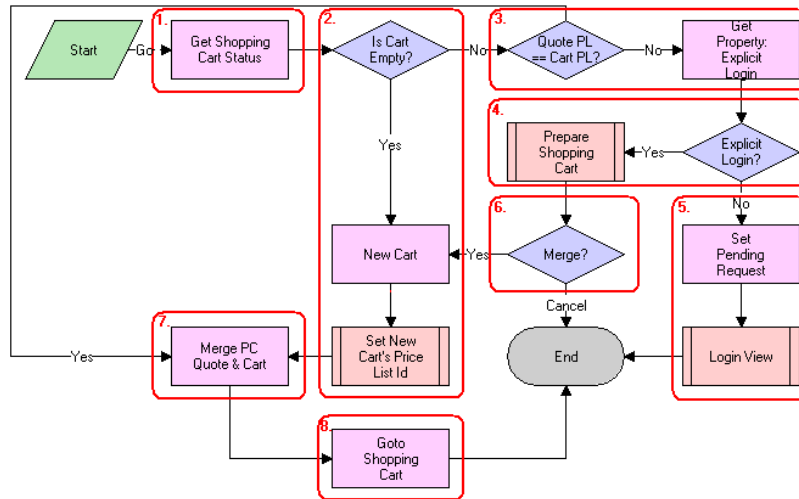 1.
2.
3.
Start
Go
Get Shopping
Cart Status
Is Cart
Empty?
No
Quote PL
== Cart PL?
No
Get
Property:
Explicit
Login
4.
Yes
Prepare
Shopping
Cart
Yes
Explicit
Login?
No
6.
5.
New Cart
Yes
Merge?
Set
Pending
Request
Cancel
7.
Yes
Merge PC
Quote & Cart
Set New
Cart's Price
List Id
End
Login View
8.
Goto
Shopping
Cart